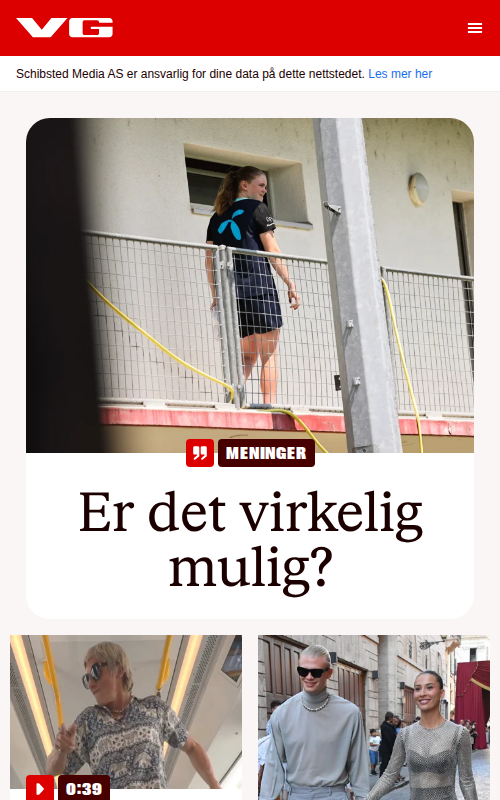 VG
Schibsted Media AS er ansvarlig for dine data på dette nettstedet. Les mer her
MENINGER
Er det virkelig
mulig?
0:39